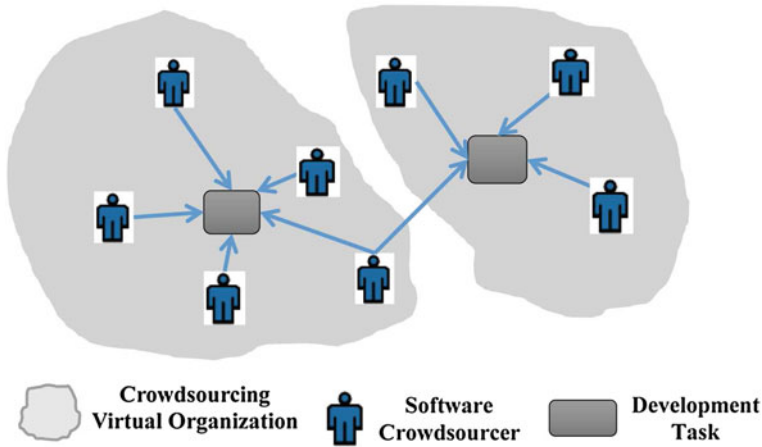 Crowdsourcing
Virtual Organization
Software
Crowdsourcer
Development
Task